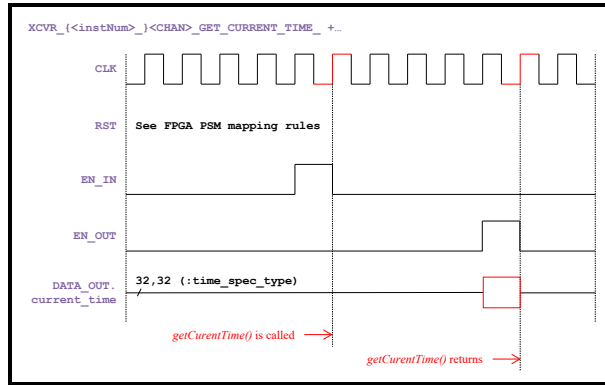 XCVR_{<instNum>_}<CHAN>_GET_CURRENT_TIME_ +…
CLK
RST See FPGA PSM mapping rules
EN_IN
EN_OUT
DATA_OUT. 32,32 (:time_spec_type)
current_time
getCurentTime() is called
getCurentTime() returns